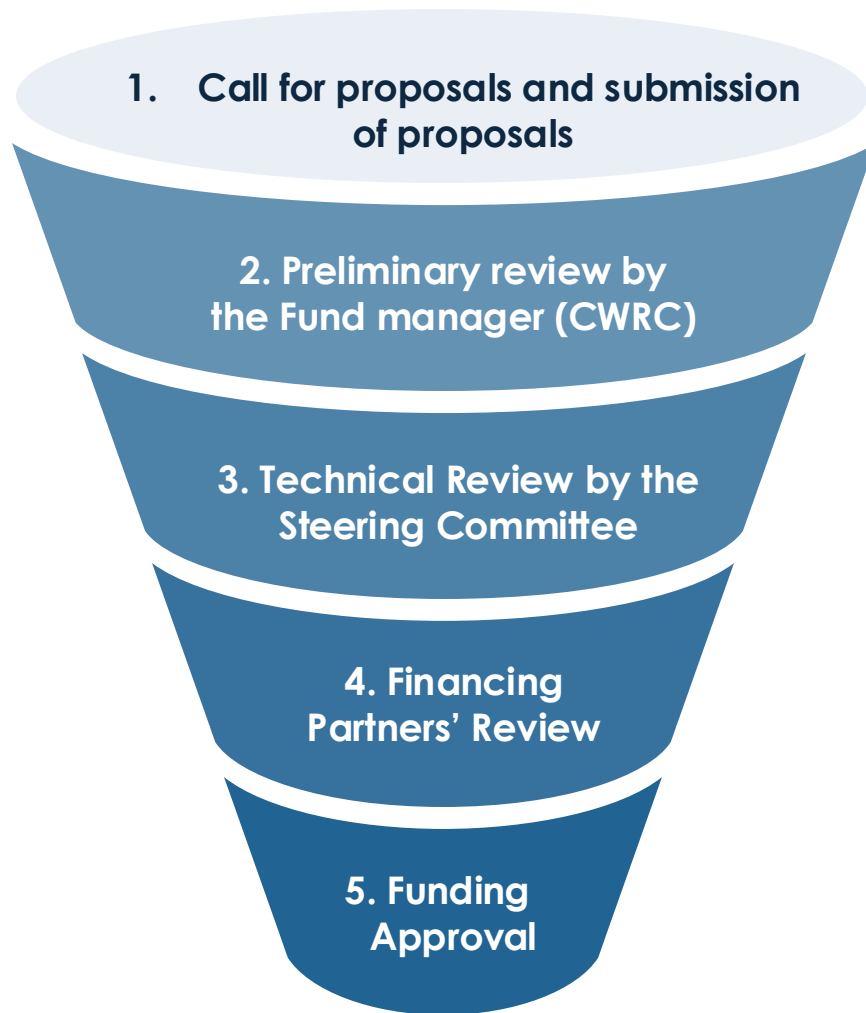 1. Call for proposals and submission
of proposals
2. Preliminary review by
the Fund manager (CWRC)
3. Technical Review by the
Steering Committee
4. Financing
Partners’ Review
5. Funding
Approval